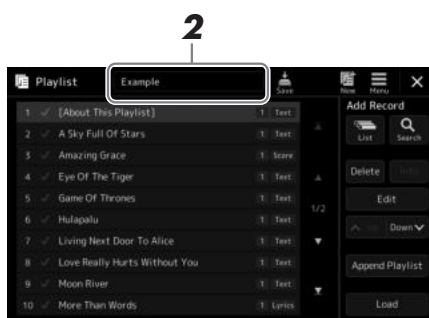 2
Playlist
Example
Save
New
Menu
Add Record
List
Search
Delete
Info
Edit
Up
Down
Append Playlist
Load
1 [About This Playlist] 1 Text
2 A Sky Full Of Stars 1 Text
3 Amazing Grace 1 Score
4 Eye Of The Tiger 1 Text
5 Game Of Thrones 1 Text
6 Hulapalu 1 Text
7 Living Next Door To Alice 1 Text
8 Love Really Hurts Without You 1 Text
9 Moon River 1 Text
10 More Than Words 1 Lyrics
1/2